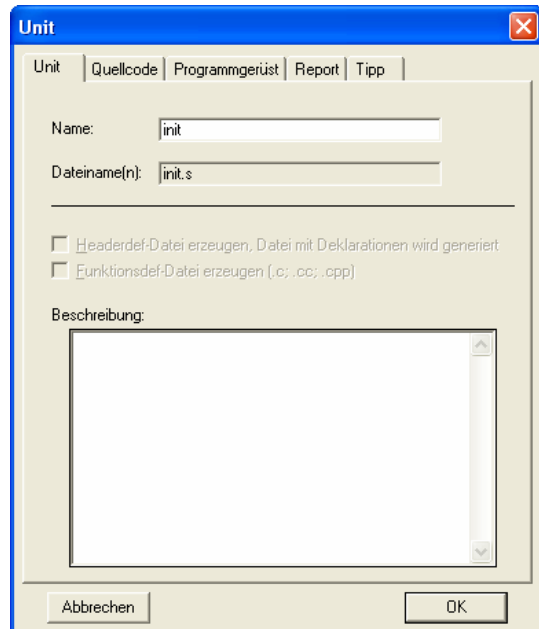 Unit
Unit Quellcode Programmgerüst Report Tipp
Name: init
Dateiname(n): init.s
Headerdef-Datei erzeugen, Datei mit Deklarationen wird generiert
Funktionsdef-Datei erzeugen (.c; .cc; .cpp)
Beschreibung:
Abbrechen OK